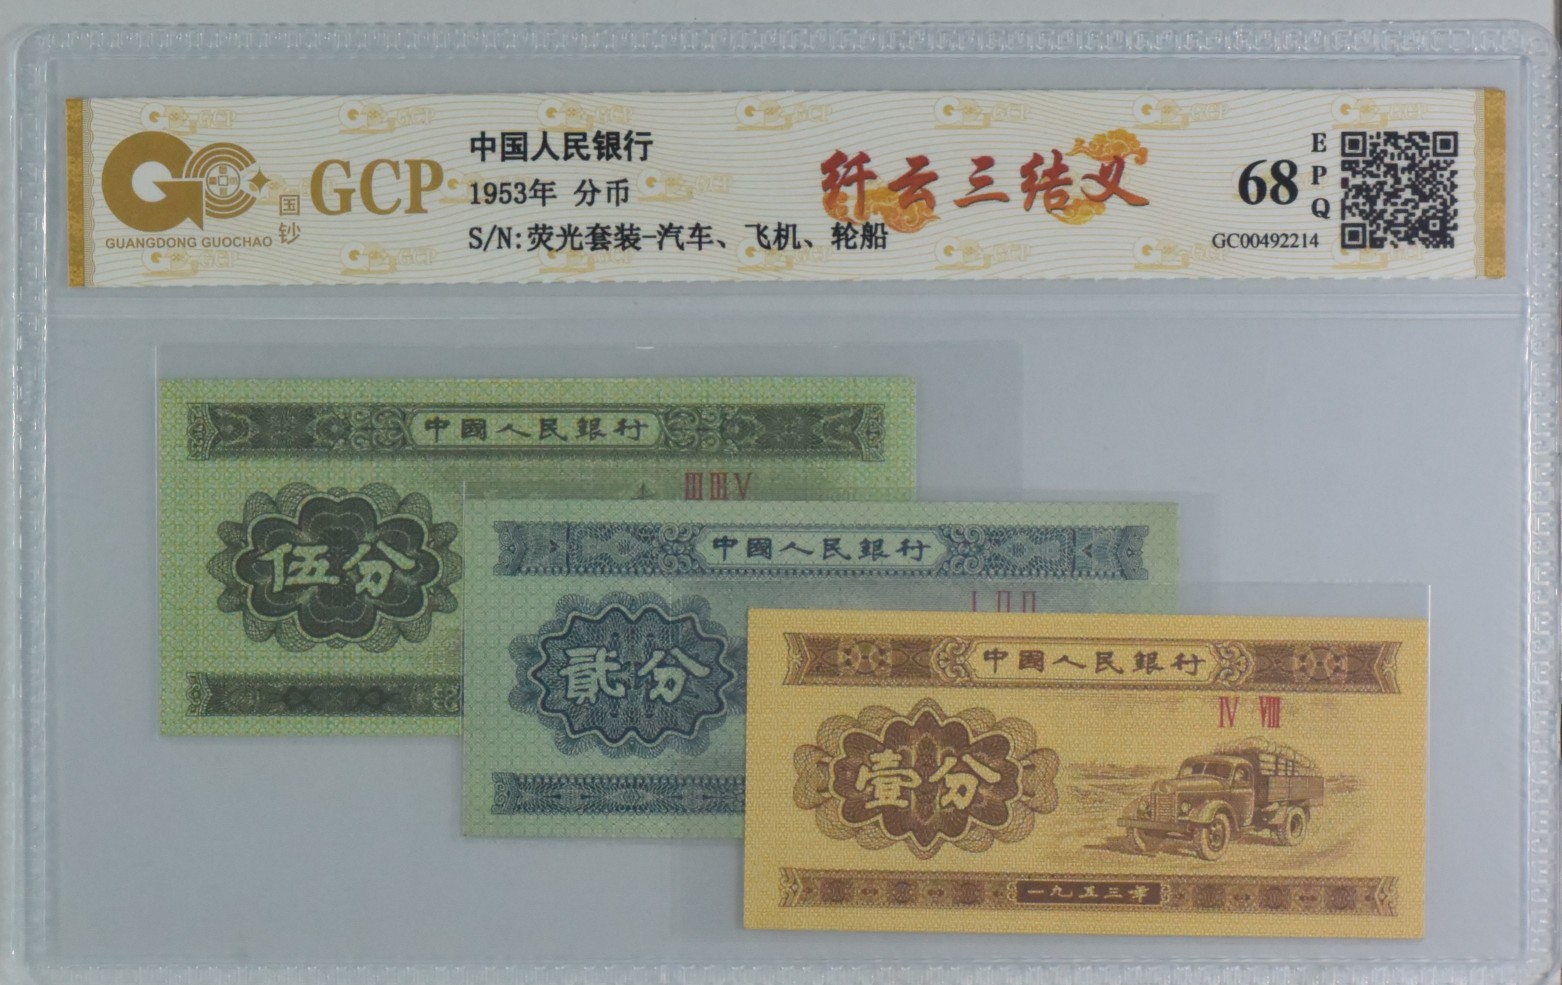 GCP
国钞
GUANGDONG GUOCHAO
中国人民银行
1953年 分币
S/N:荧光套装-汽车、飞机、轮船
纤云三结义
68
EPQ
GC00492214
中國人民銀行
III III V
伍分
中國人民銀行
I II II
貳分
中國人民銀行
IV VIII
壹分
一九五三年